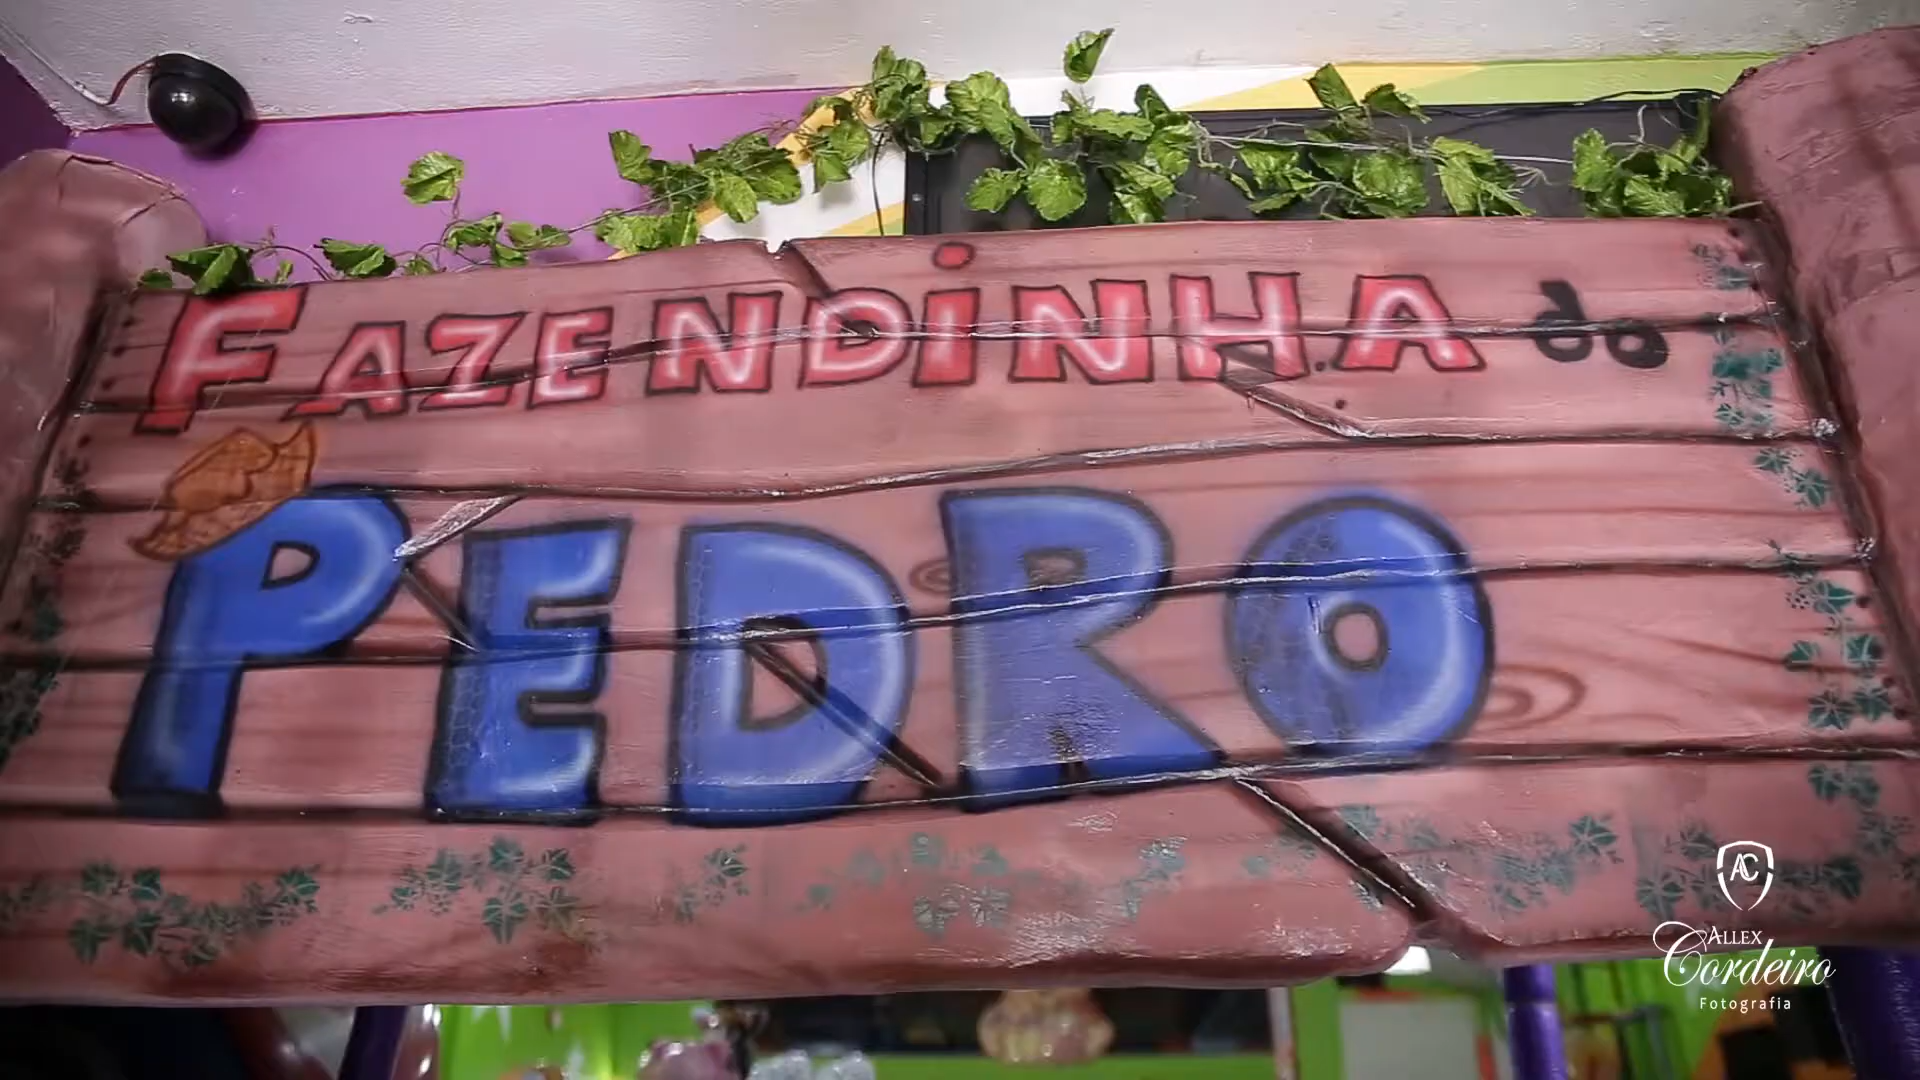 FAZENDiNHA do
PEDRO
AC
ALLEX
Cordeiro
Fotografia